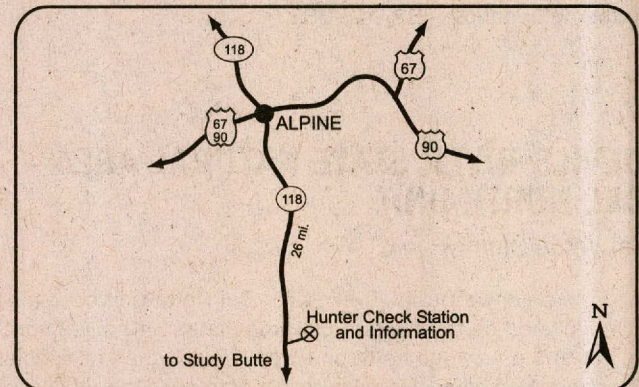 118
67
67
90
ALPINE
90
118
26 mi.
Hunter Check Station
and Information
N
to Study Butte